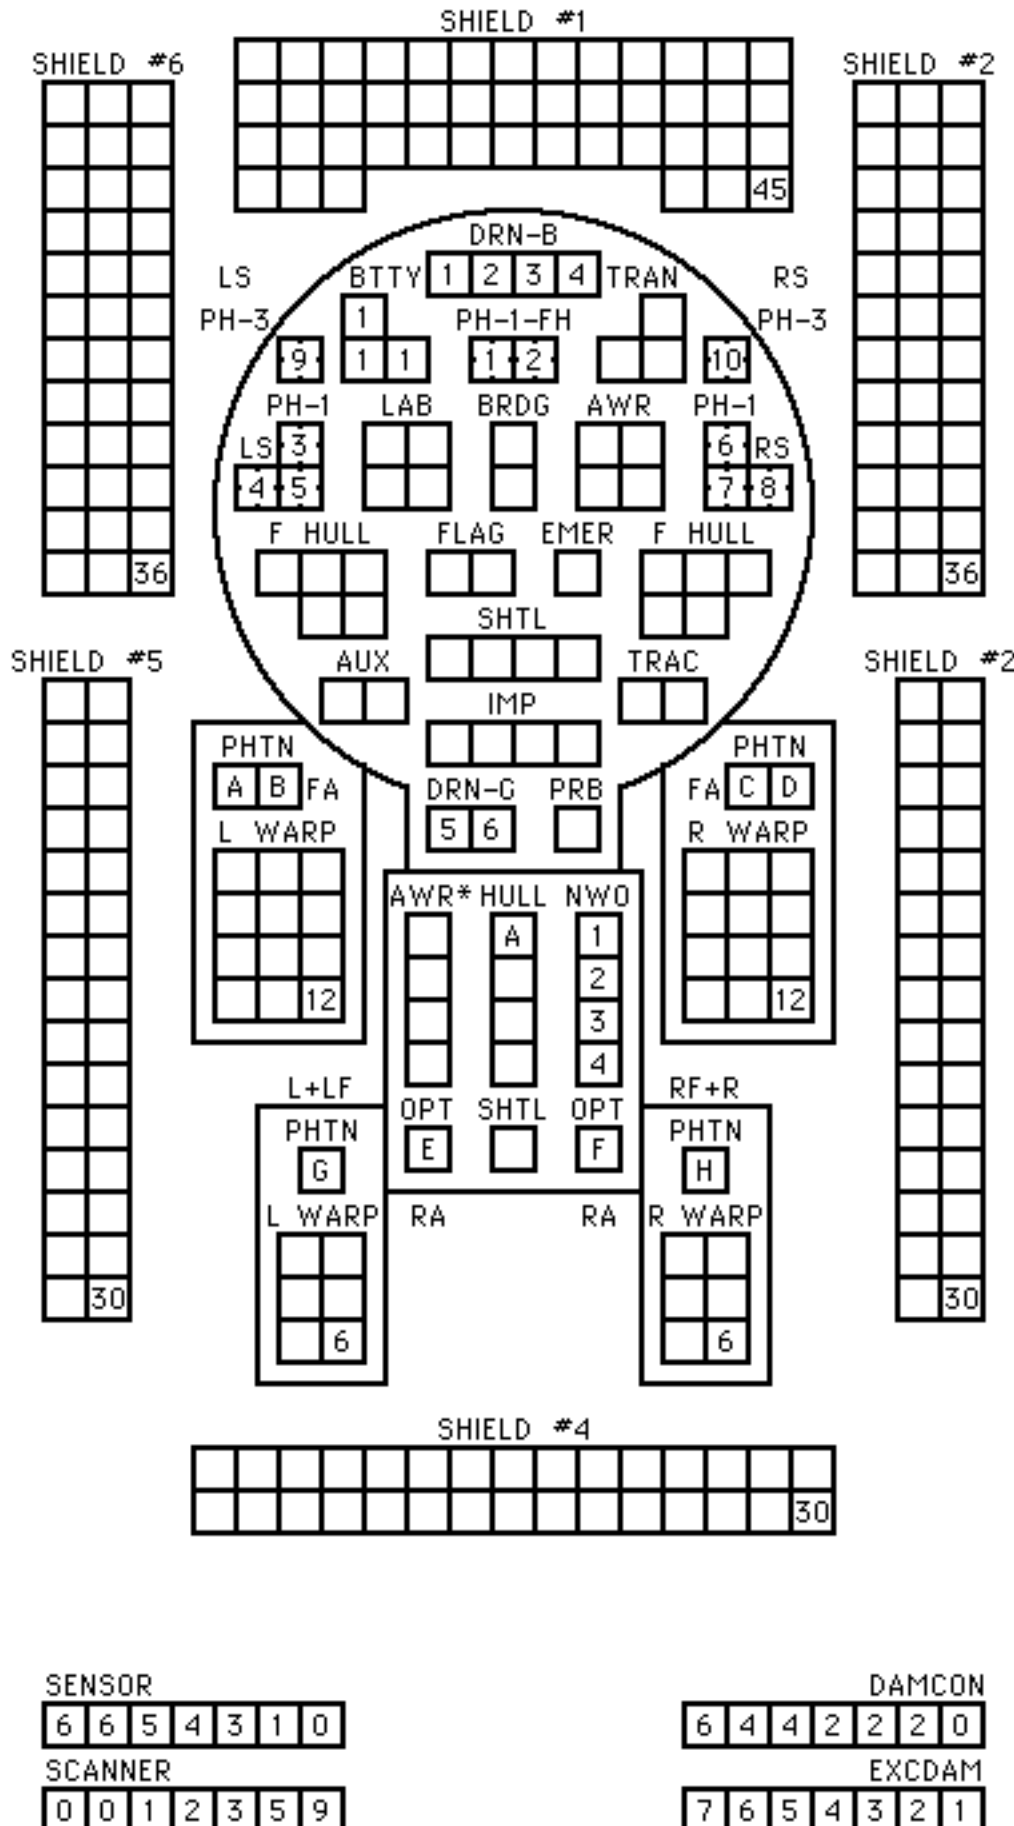 SHIELD #1
SHIELD #6 SHIELD #2
45
DRN-B
LS BTTY 1 2 3 4 TRAN RS
PH-3 1 PH-1-FH PH-3
9 1 1 1 2 10
PH-1 LAB BRDG AWR PH-1
LS 3 6 RS
4 5 7 8
F HULL FLAG EMER F HULL
36 36
SHTL
SHIELD #5 AUX TRAC SHIELD #2
IMP
PHTN PHTN
A B FA DRN-G PRB FA C D
L WARP 5 6 R WARP
AWR* HULL NWO
A 1
2
12 3 12
4
L+LF RF+R
OPT SHTL OPT
PHTN PHTN
G E F H
L WARP RA RA R WARP
30 30
6 6
SHIELD #4
30
SENSOR DAMCON
6 6 5 4 3 1 0 6 4 4 2 2 2 0
SCANNER EXCDAM
0 0 1 2 3 5 9 7 6 5 4 3 2 1